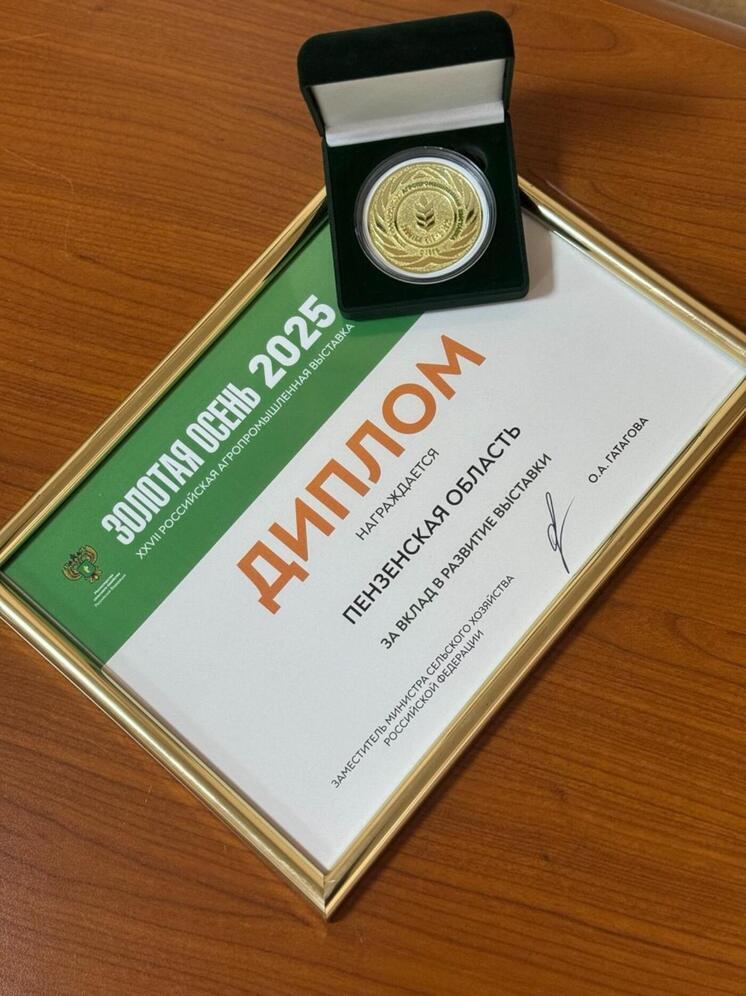 ЗОЛОТАЯ ОСЕНЬ 2025
XXVII РОССИЙСКАЯ АГРОПРОМЫШЛЕННАЯ ВЫСТАВКА
ДИПЛОМ
НАГРАЖДАЕТСЯ
ПЕНЗЕНСКАЯ ОБЛАСТЬ
ЗА ВКЛАД В РАЗВИТИЕ ВЫСТАВКИ
ЗАМЕСТИТЕЛЬ МИНИСТРА СЕЛЬСКОГО ХОЗЯЙСТВА
РОССИЙСКОЙ ФЕДЕРАЦИИ
О.А. ГАТАГОВА